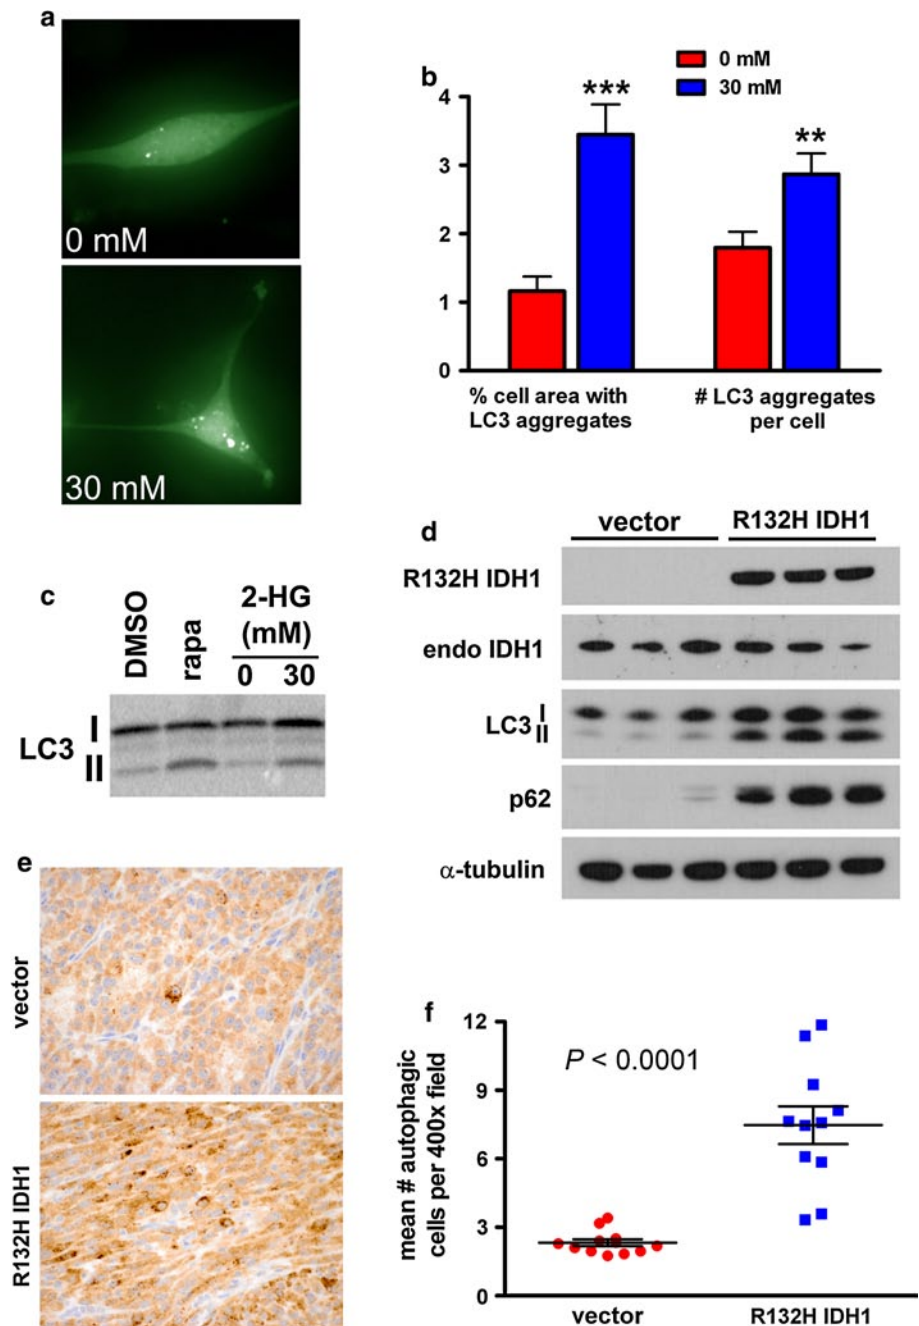 a
0 mM
30 mM
b
0 mM
30 mM
***
**
4
3
2
1
0
% cell area with
LC3 aggregates
# LC3 aggregates
per cell
c
DMSO
rapa
2-HG
(mM)
0 30
LC3
I
II
d
vector R132H IDH1
R132H IDH1
endo IDH1
LC3
I
II
p62
α-tubulin
e
vector
R132H IDH1
f
mean # autophagic
cells per 400x field
12
9
6
3
0
P < 0.0001
vector R132H IDH1